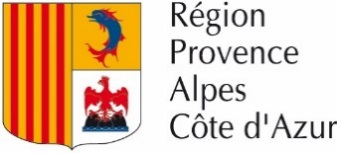 Région
Provence
Alpes
Côte d'Azur